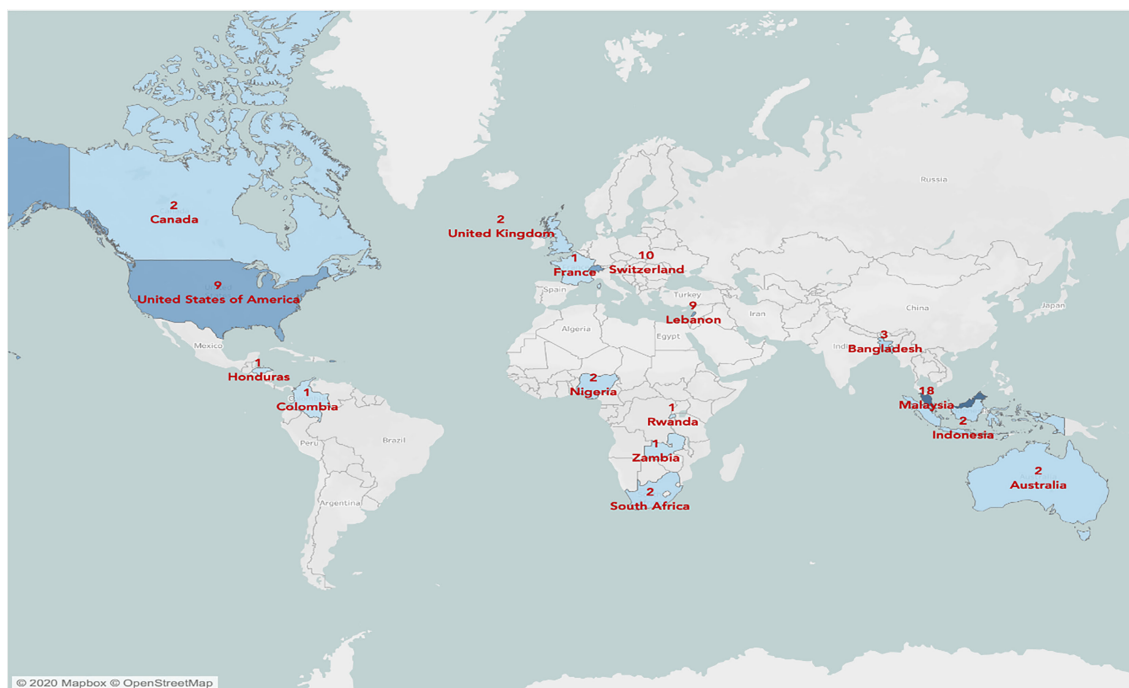 Russia
2
Canada
2
United Kingdom
1
France
10
Switzerland
9
United States of America
Spain
Turkey
9
Lebanon
Iran
China
Japan
Algeria
Egypt
3
Bangladesh
Mexico
1
Honduras
1
Colombia
2
Nigeria
18
Malaysia
1
Rwanda
2
Indonesia
Peru
Brazil
1
Zambia
2
Australia
2
South Africa
Argentina
© 2020 Mapbox © OpenStreetMap